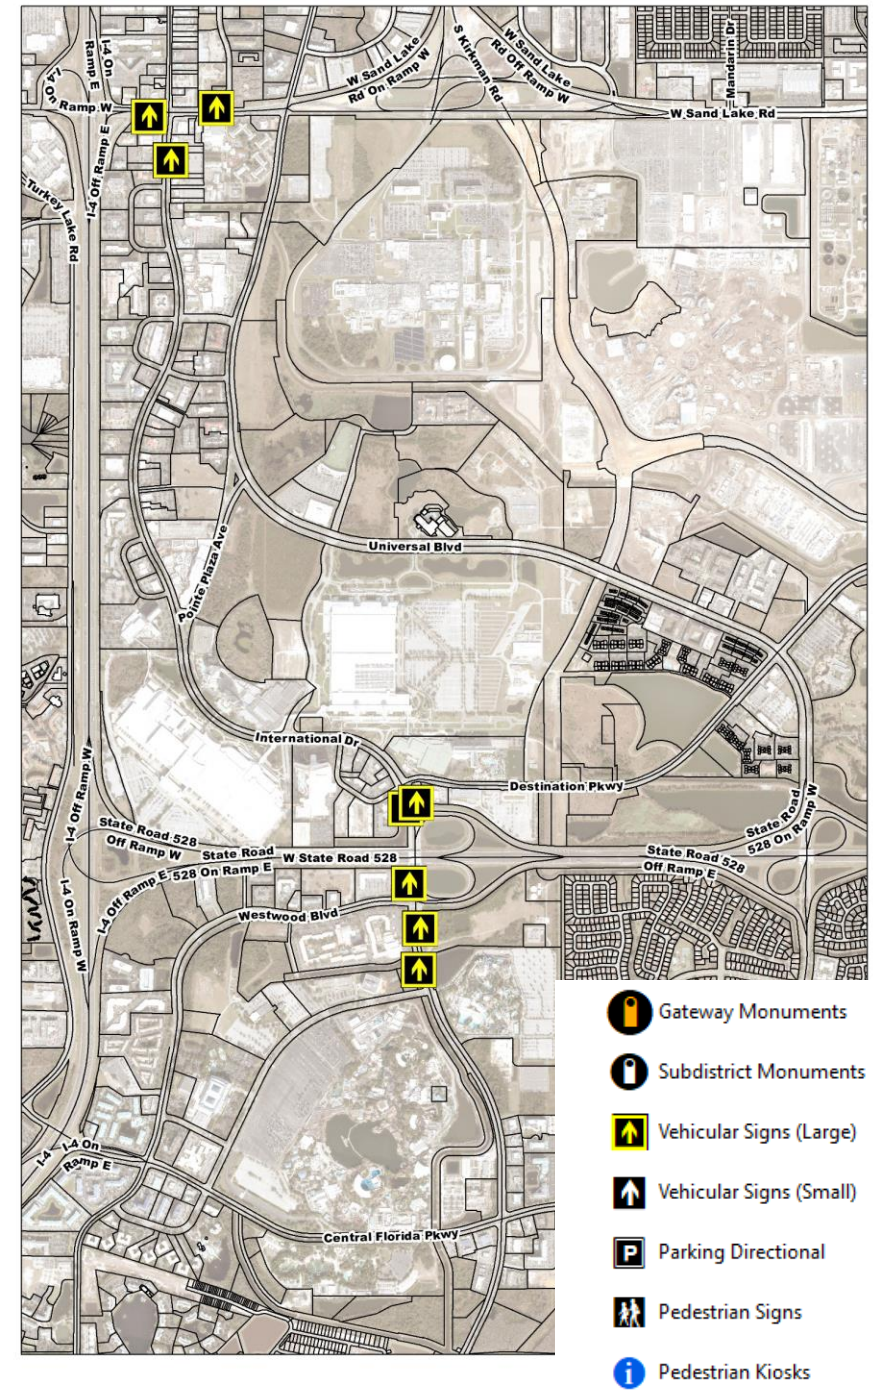 I-4 On
Ramp E
I-4
On Ramp W
I-4 Off Ramp E
Turkey Lake
Rd
W Sand Lake
Rd On Ramp W
S Kirkman Rd
W Sand Lake
Rd Off Ramp W
Mandarin Dr
W Sand Lake Rd
Universal Blvd
Pointe Plaza Ave
International Dr
Destination Pkwy
I-4 Off Ramp W
State Road 528
Off Ramp W
State Road
528 On Ramp E
W State Road 528
State Road 528
Off Ramp E
State Road
528 On Ramp W
I-4 Off Ramp E
I-4 On Ramp W
Westwood Blvd
I-4
I-4 On
Ramp E
Central Florida Pkwy
Gateway Monuments
Subdistrict Monuments
Vehicular Signs (Large)
Vehicular Signs (Small)
P Parking Directional
Pedestrian Signs
i Pedestrian Kiosks